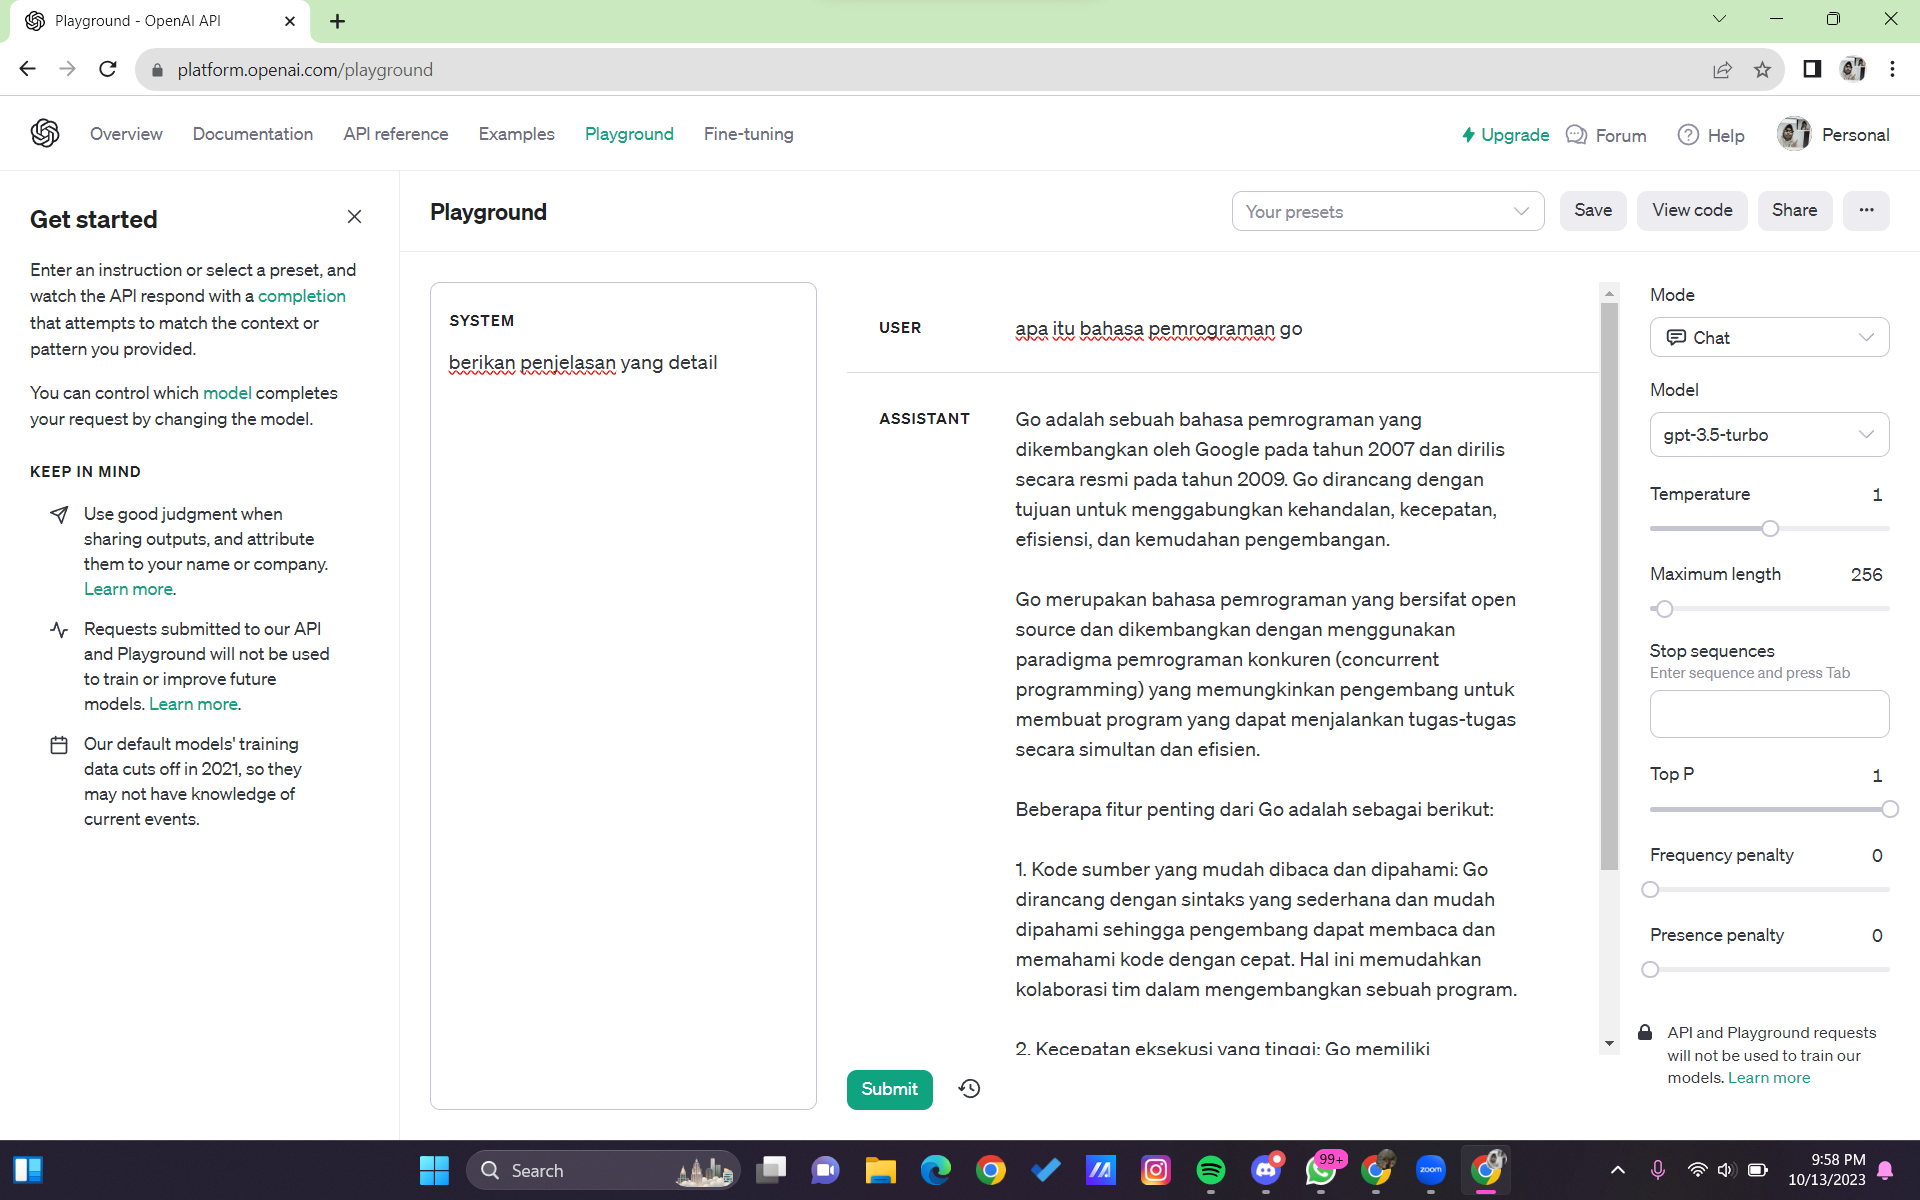 Playground - OpenAI API
platform.openai.com/playground
Overview
Documentation
API reference
Examples
Playground
Fine-tuning
Upgrade
Forum
Help
Personal
Get started
Enter an instruction or select a preset, and
watch the API respond with a completion
that attempts to match the context or
pattern you provided.
You can control which model completes
your request by changing the model.
KEEP IN MIND
Use good judgment when
sharing outputs, and attribute
them to your name or company.
Learn more.
Requests submitted to our API
and Playground will not be used
to train or improve future
models. Learn more.
Our default models' training
data cuts off in 2021, so they
may not have knowledge of
current events.
Playground
Your presets
Save
View code
Share
...
SYSTEM
berikan penjelasan yang detail
USER
apa itu bahasa pemrograman go
ASSISTANT
Go adalah sebuah bahasa pemrograman yang
dikembangkan oleh Google pada tahun 2007 dan dirilis
secara resmi pada tahun 2009. Go dirancang dengan
tujuan untuk menggabungkan kehandalan, kecepatan,
efisiensi, dan kemudahan pengembangan.
Go merupakan bahasa pemrograman yang bersifat open
source dan dikembangkan dengan menggunakan
paradigma pemrograman konkuren (concurrent
programming) yang memungkinkan pengembang untuk
membuat program yang dapat menjalankan tugas-tugas
secara simultan dan efisien.
Beberapa fitur penting dari Go adalah sebagai berikut:
1. Kode sumber yang mudah dibaca dan dipahami: Go
dirancang dengan sintaks yang sederhana dan mudah
dipahami sehingga pengembang dapat membaca dan
memahami kode dengan cepat. Hal ini memudahkan
kolaborasi tim dalam mengembangkan sebuah program.
2. Kecepatan eksekusi yang tinggi: Go memiliki
Submit
Mode
Chat
Model
gpt-3.5-turbo
Temperature 1
Maximum length 256
Stop sequences
Enter sequence and press Tab
Top P 1
Frequency penalty 0
Presence penalty 0
API and Playground requests
will not be used to train our
models. Learn more
Search
99+
zoom
9:58 PM
10/13/2023